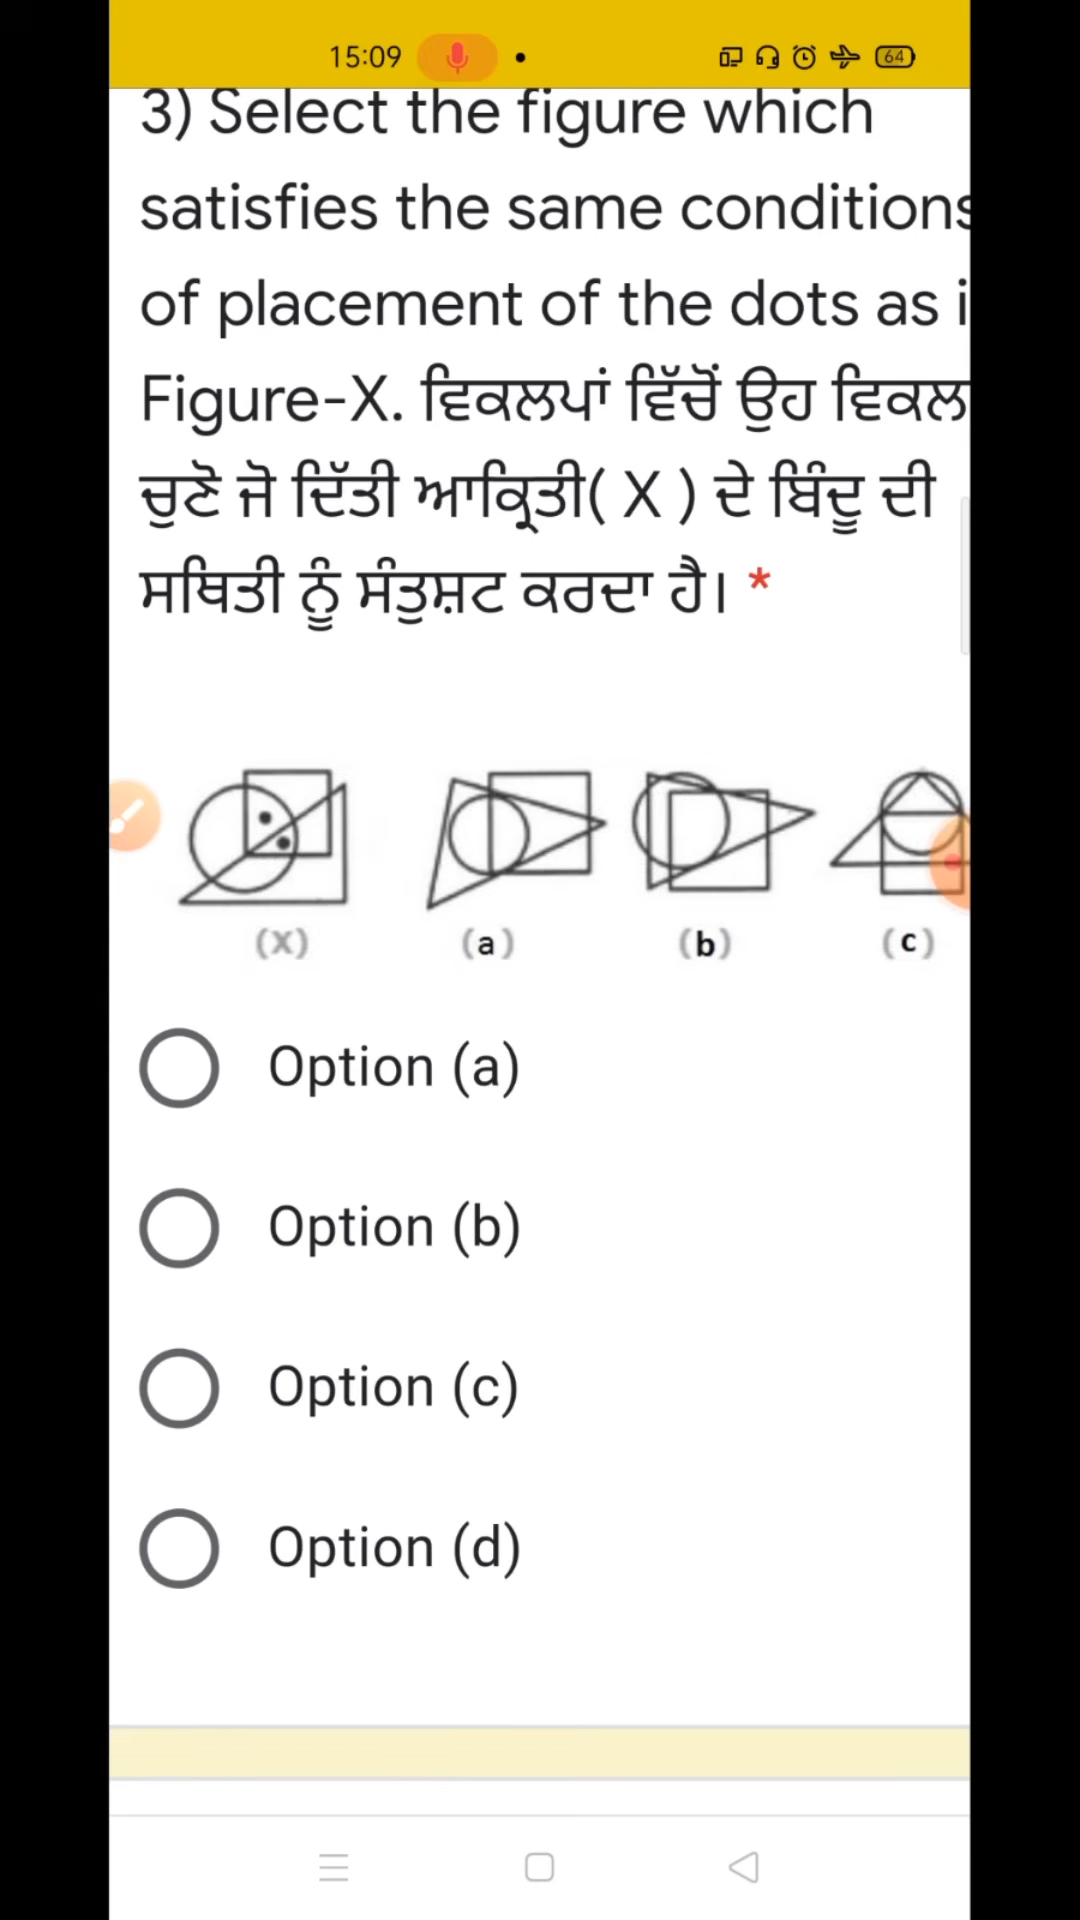 15:09
64
3) Select the figure which
satisfies the same conditions
of placement of the dots as i
Figure-X. ਵਿਕਲਪਾਂ ਵਿੱਚੋਂ ਉਹ ਵਿਕਲ
ਚੁਣੋ ਜੋ ਦਿੱਤੀ ਆਕ੍ਰਿਤੀ( X ) ਦੇ ਬਿੰਦੂ ਦੀ
ਸਥਿਤੀ ਨੂੰ ਸੰਤੁਸ਼ਟ ਕਰਦਾ ਹੈ। *
(X) (a) (b) (c)
Option (a)
Option (b)
Option (c)
Option (d)